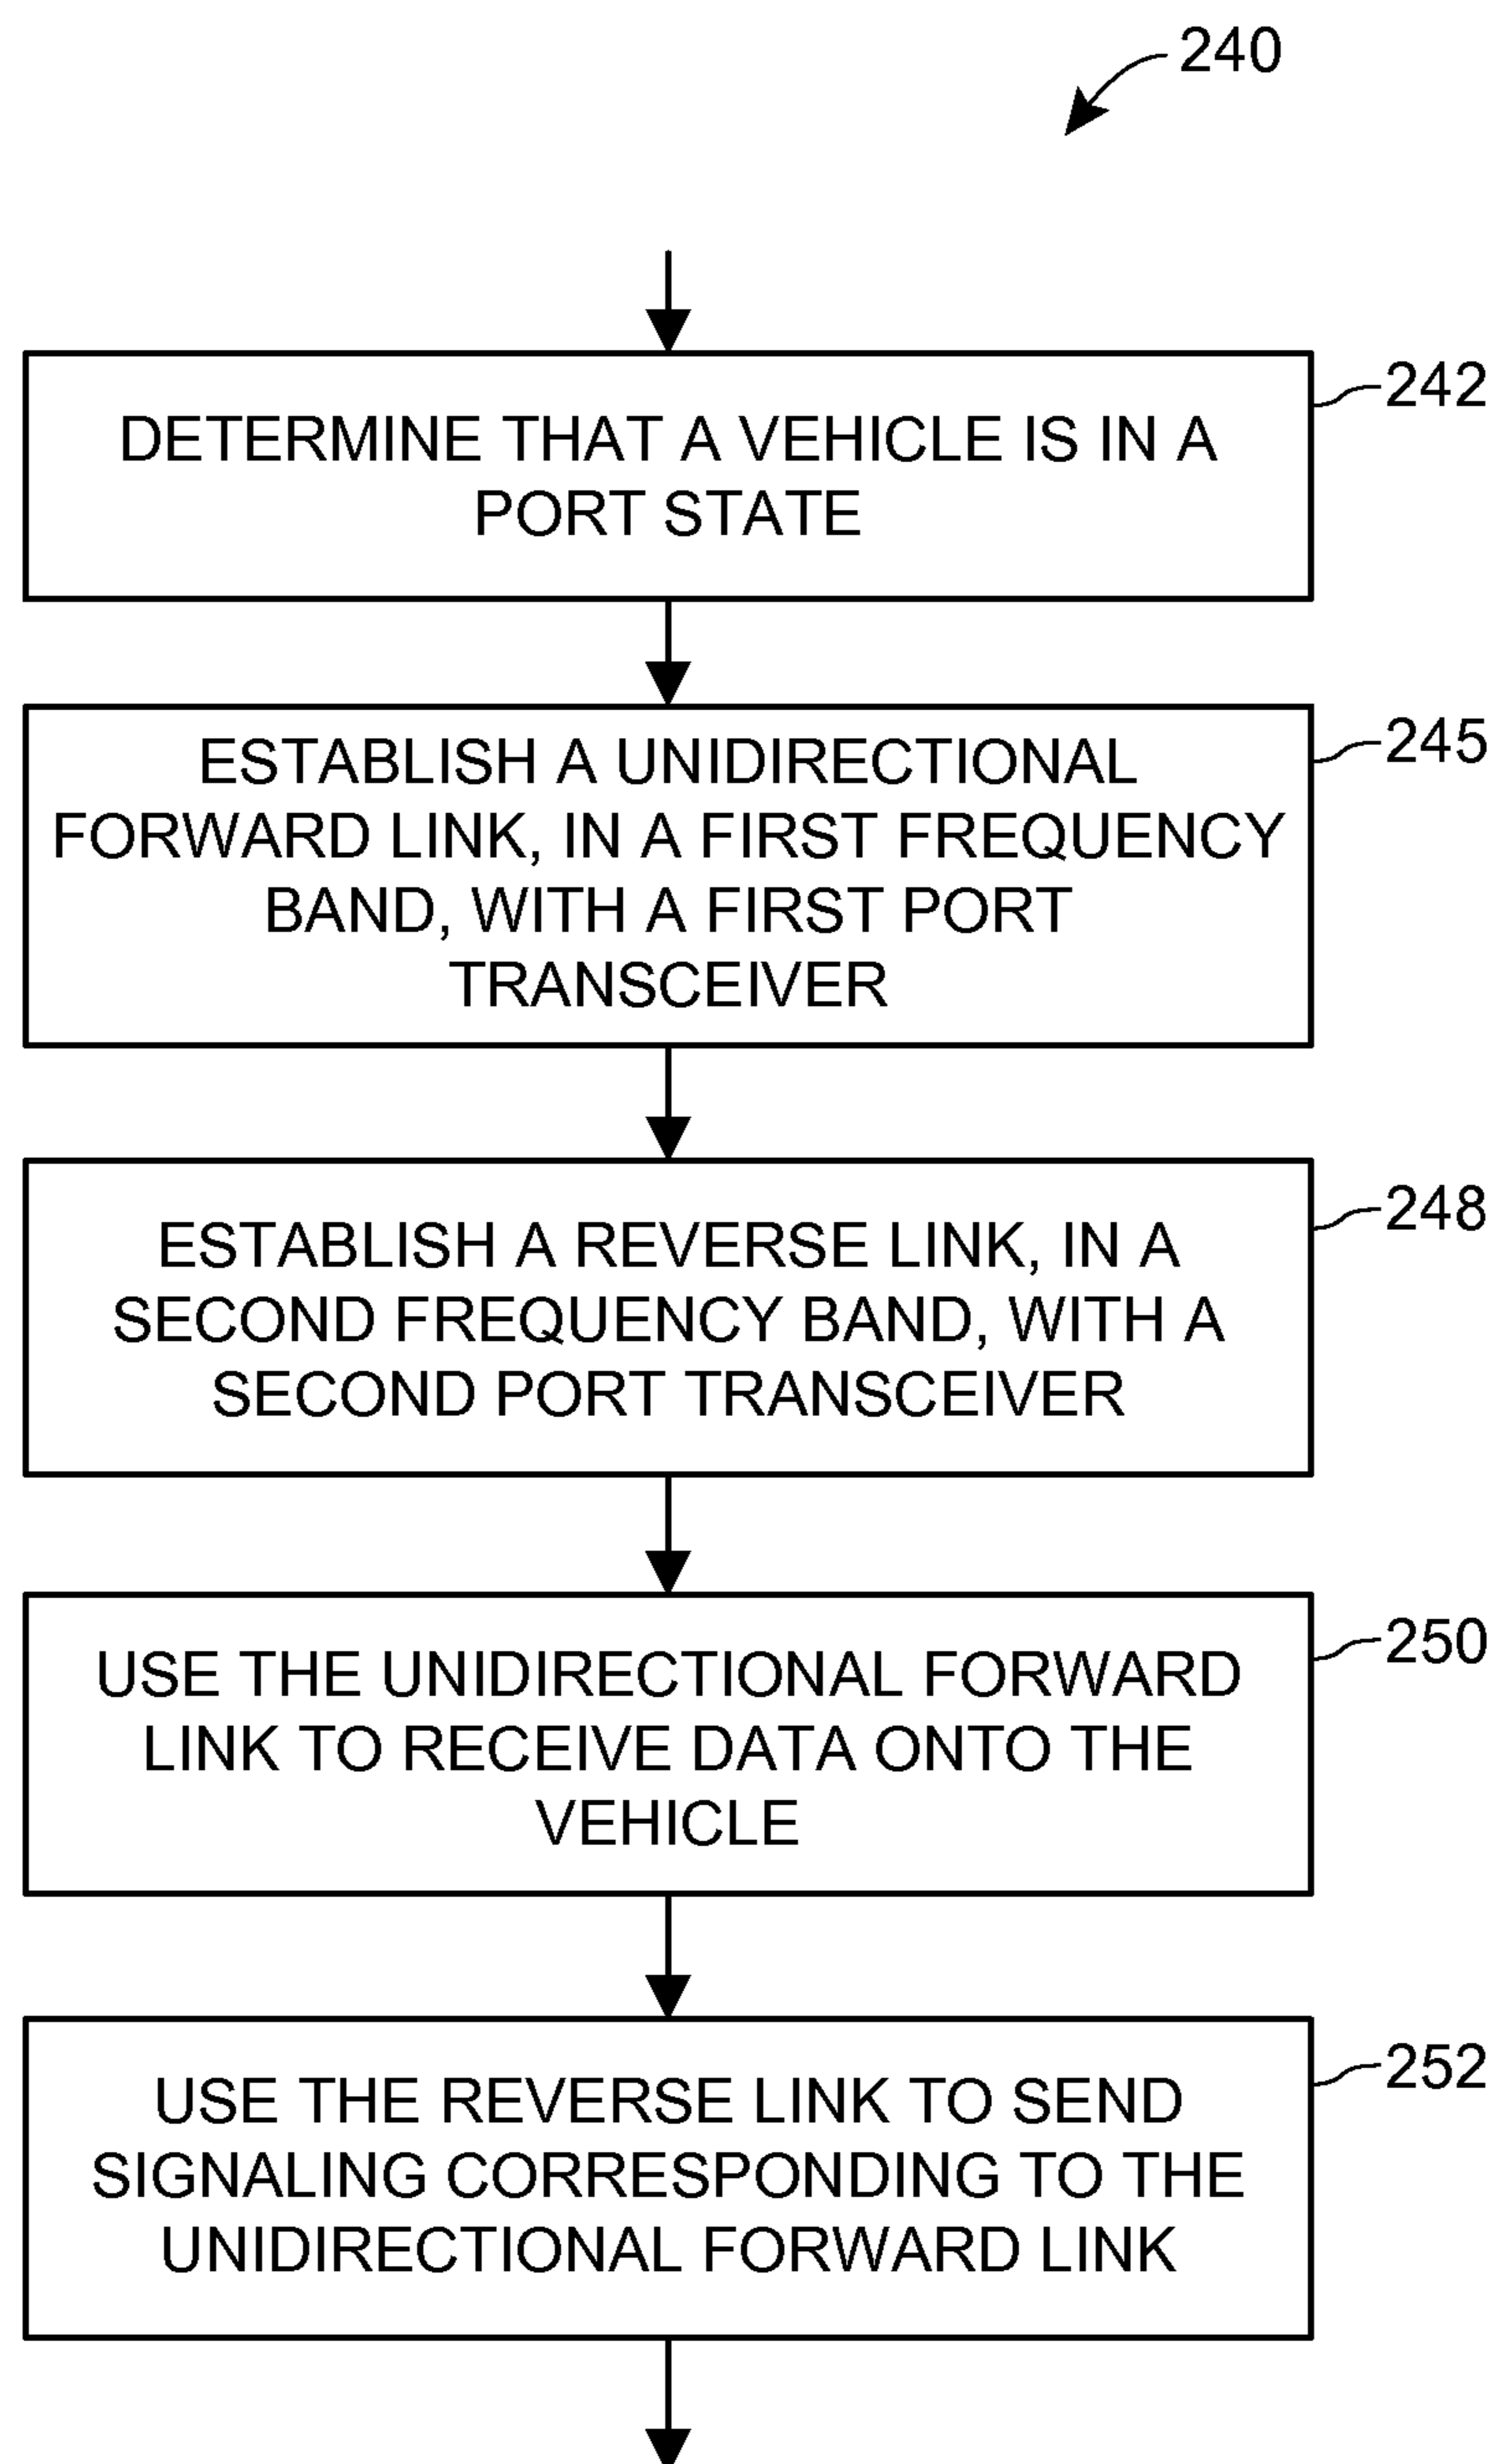 240
DETERMINE THAT A VEHICLE IS IN A
PORT STATE
242
ESTABLISH A UNIDIRECTIONAL
FORWARD LINK, IN A FIRST FREQUENCY
BAND, WITH A FIRST PORT
TRANSCEIVER
245
ESTABLISH A REVERSE LINK, IN A
SECOND FREQUENCY BAND, WITH A
SECOND PORT TRANSCEIVER
248
USE THE UNIDIRECTIONAL FORWARD
LINK TO RECEIVE DATA ONTO THE
VEHICLE
250
USE THE REVERSE LINK TO SEND
SIGNALING CORRESPONDING TO THE
UNIDIRECTIONAL FORWARD LINK
252